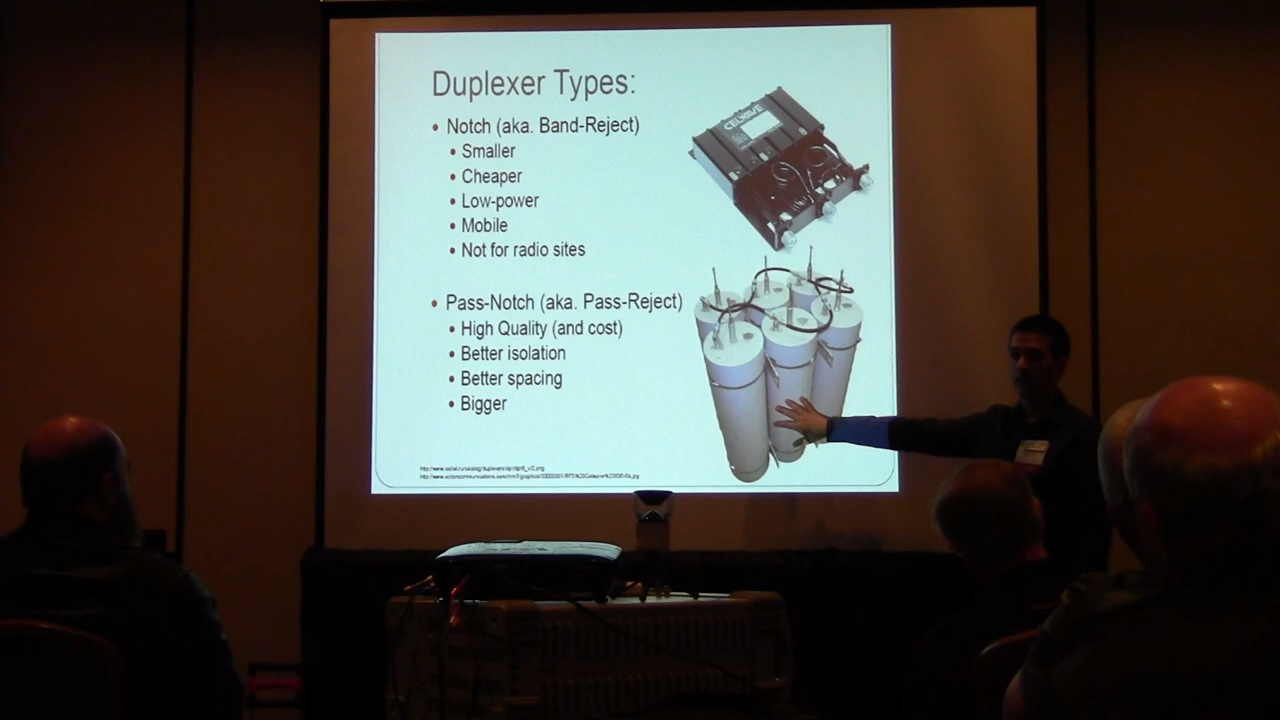 Duplexer Types:
• Notch (aka. Band-Reject)
• Smaller
• Cheaper
• Low-power
• Mobile
• Not for radio sites
• Pass-Notch (aka. Pass-Reject)
• High Quality (and cost)
• Better isolation
• Better spacing
• Bigger
CELWAVE